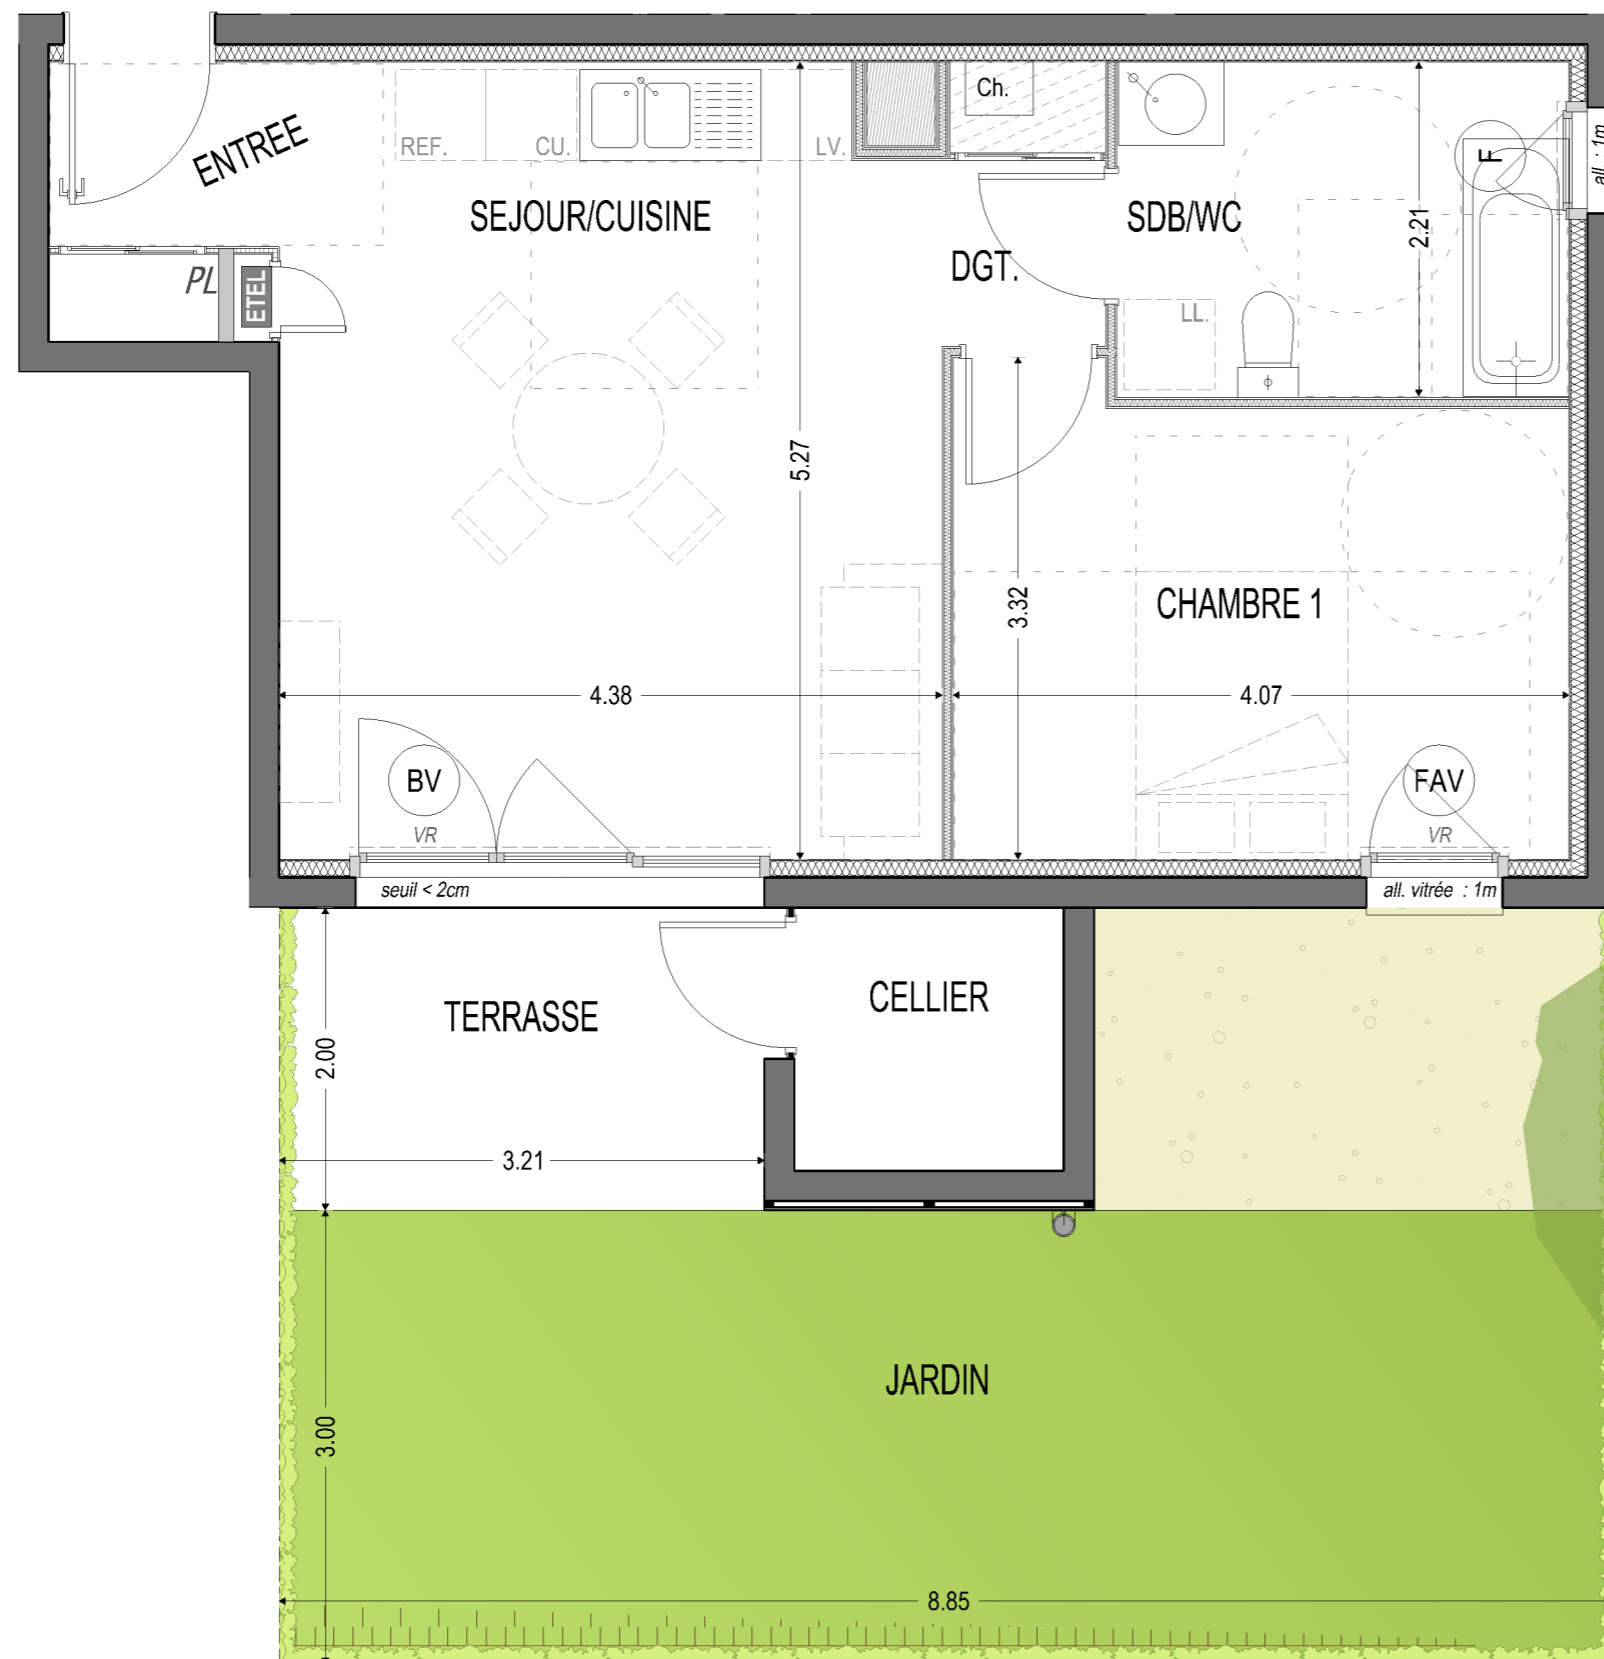 ENTREE
REF.
CU.
LV.
Ch.
SEJOUR/CUISINE
SDB/WC
F
all. : 1m
2.21
DGT.
PL
ETEL
LL.
5.27
3.32
CHAMBRE 1
4.38
4.07
BV
VR
FAV
VR
seuil < 2cm
all. vitrée : 1m
TERRASSE
CELLIER
2.00
3.21
JARDIN
3.00
8.85